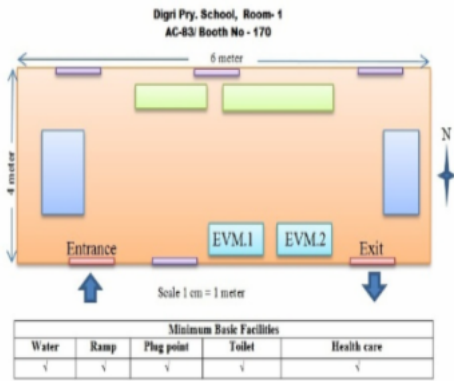 Digri Pry. School, Room- 1
AC-83/ Booth No - 170
6 meter
4 meter
N
EVM.1 EVM.2
Entrance Exit
Scale 1 cm = 1 meter
Minimum Basic Facilities
Water Ramp Plug point Toilet Health care
√ √ √ √ √